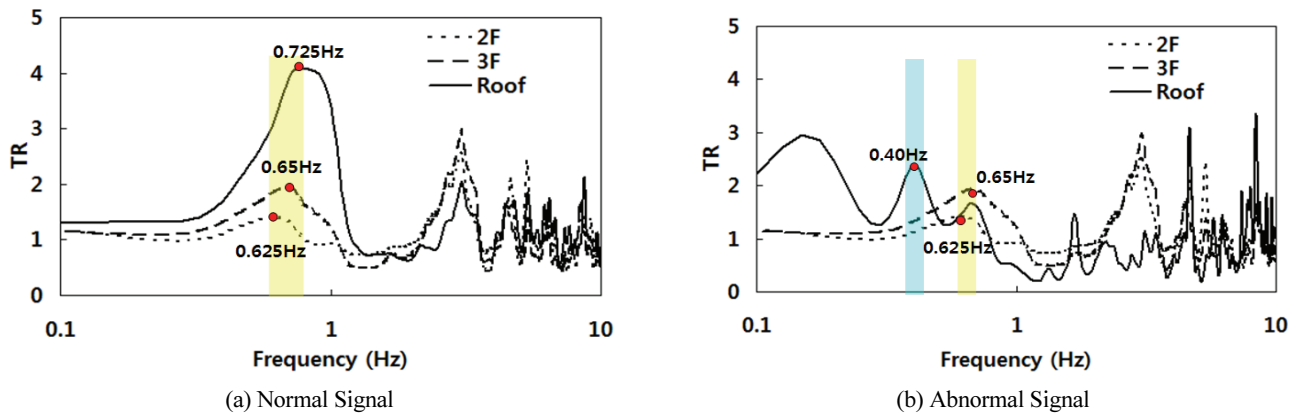 5
4
3
2
1
0
TR
0.725Hz
0.65Hz
0.625Hz
2F
3F
Roof
0.1
1
10
Frequency (Hz)
(a) Normal Signal
5
4
3
2
1
0
TR
0.40Hz
0.65Hz
0.625Hz
2F
3F
Roof
0.1
1
10
Frequency (Hz)
(b) Abnormal Signal